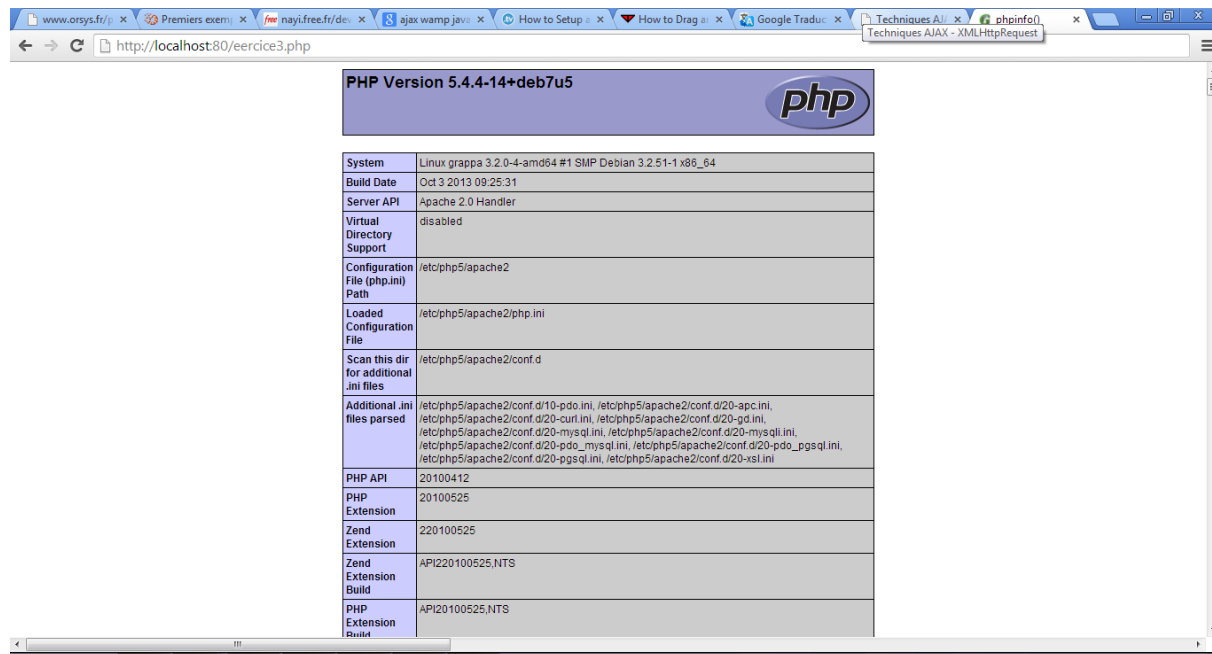 www.orsys.fr/p
Premiers exemp
free nayi.free.fr/dev
ajax wamp java
How to Setup a
How to Drag an
Google Traduc
Techniques AJA
phpinfo()
Techniques AJAX - XMLHttpRequest
http://localhost:80/eercice3.php
PHP Version 5.4.4-14+deb7u5
php
System Linux grappa 3.2.0-4-amd64 #1 SMP Debian 3.2.51-1 x86_64
Build Date Oct 3 2013 09:25:31
Server API Apache 2.0 Handler
Virtual disabled
Directory
Support
Configuration /etc/php5/apache2
File (php.ini)
Path
Loaded /etc/php5/apache2/php.ini
Configuration
File
Scan this dir /etc/php5/apache2/conf.d
for additional
.ini files
Additional .ini /etc/php5/apache2/conf.d/10-pdo.ini, /etc/php5/apache2/conf.d/20-apc.ini,
files parsed /etc/php5/apache2/conf.d/20-curl.ini, /etc/php5/apache2/conf.d/20-gd.ini,
/etc/php5/apache2/conf.d/20-mysql.ini, /etc/php5/apache2/conf.d/20-mysqli.ini,
/etc/php5/apache2/conf.d/20-pdo_mysql.ini, /etc/php5/apache2/conf.d/20-pdo_pgsql.ini,
/etc/php5/apache2/conf.d/20-pgsql.ini, /etc/php5/apache2/conf.d/20-xsl.ini
PHP API 20100412
PHP 20100525
Extension
Zend 220100525
Extension
Zend API220100525,NTS
Extension
Build
PHP API20100525,NTS
Extension
Build